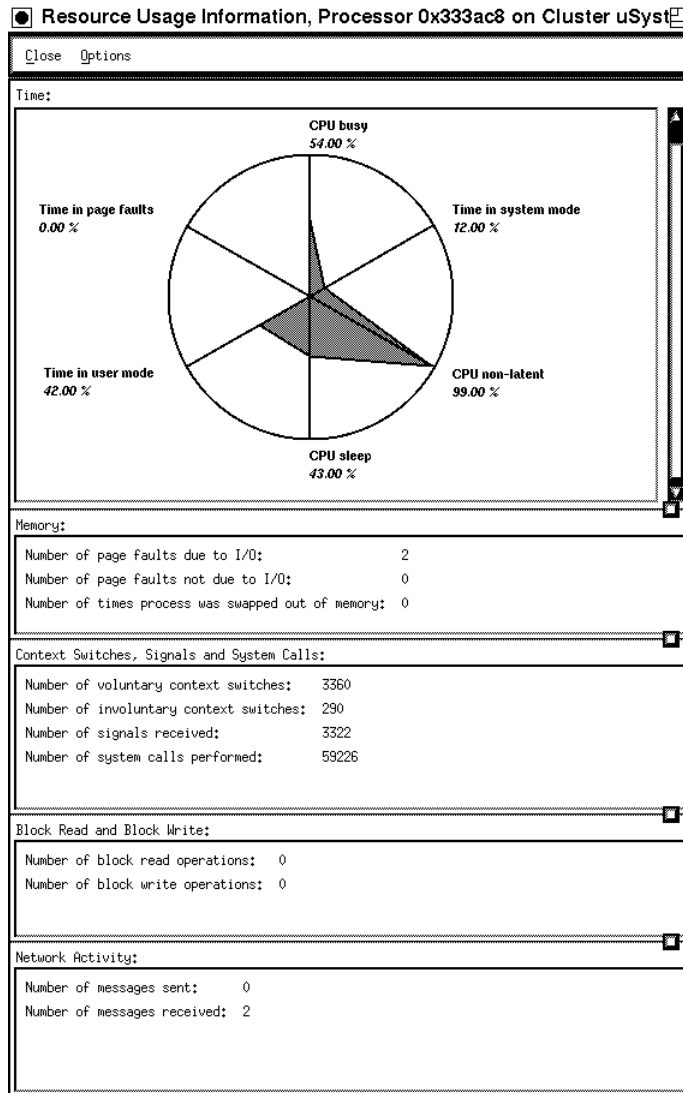 Resource Usage Information, Processor 0x333ac8 on Cluster uSyst
Close Options
Time:
CPU busy
54.00 %
Time in page faults
0.00 %
Time in system mode
12.00 %
Time in user mode
42.00 %
CPU non-latent
99.00 %
CPU sleep
43.00 %
Memory:
Number of page faults due to I/O: 2
Number of page faults not due to I/O: 0
Number of times process was swapped out of memory: 0
Context Switches, Signals and System Calls:
Number of voluntary context switches: 3360
Number of involuntary context switches: 290
Number of signals received: 3322
Number of system calls performed: 59226
Block Read and Block Write:
Number of block read operations: 0
Number of block write operations: 0
Network Activity:
Number of messages sent: 0
Number of messages received: 2